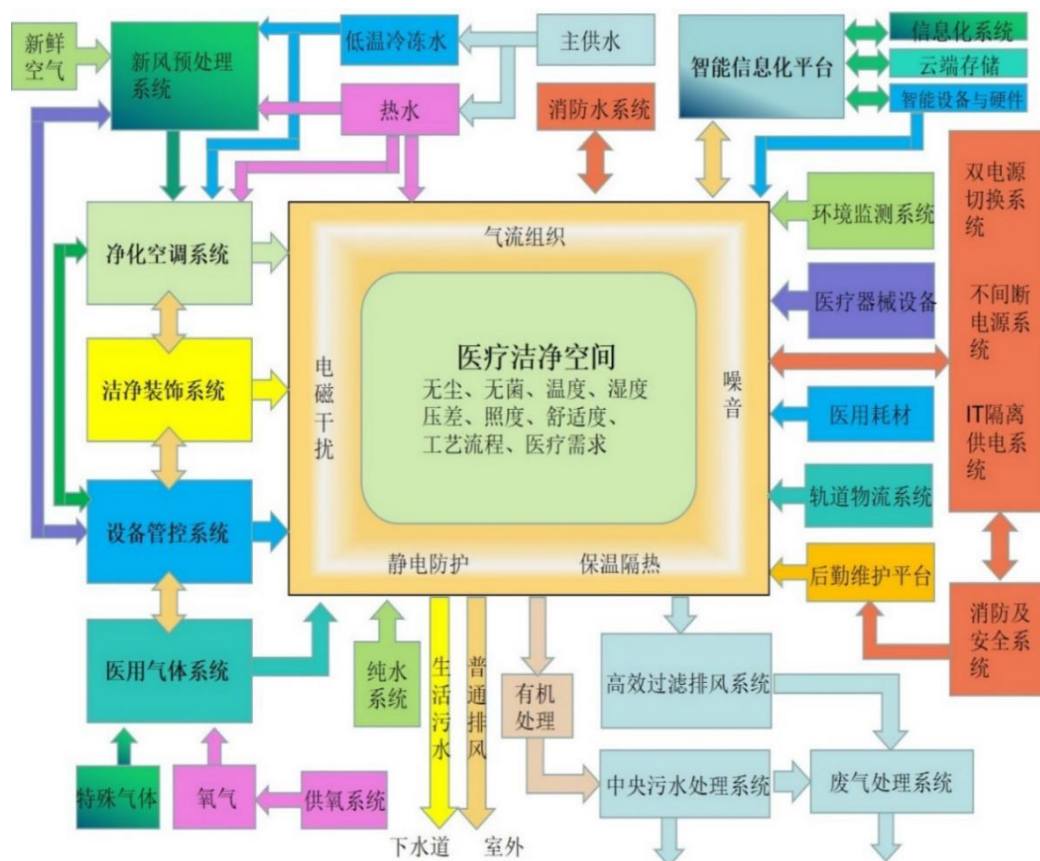 新鲜
空气
新风预处理
系统
低温冷冻水
主供水
热水
消防水系统
智能信息化平台
信息化系统
云端存储
智能设备与硬件
双电源
切换系
统
不间断
电源系
统
IT隔离
供电系
统
环境监测系统
医疗器械设备
医用耗材
轨道物流系统
后勤维护平台
消防及
安全系
统
净化空调系统
洁净装饰系统
设备管控系统
医用气体系统
特殊气体
氧气
供氧系统
气流组织
电磁干扰
噪音
医疗洁净空间
无尘、无菌、温度、湿度
压差、照度、舒适度、
工艺流程、医疗需求
静电防护
保温隔热
纯水
系统
生活污水
普通排风
有机
处理
高效过滤排风系统
中央污水处理系统
废气处理系统
下水道
室外